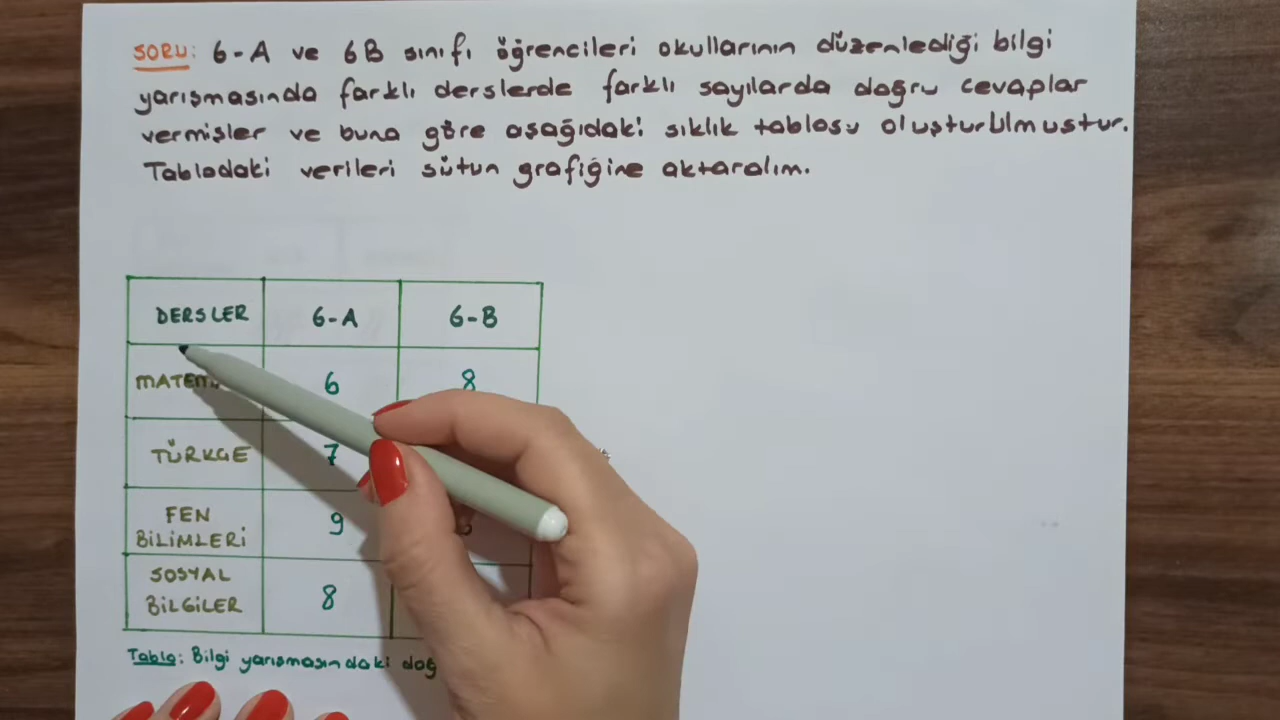 SORU: 6-A ve 6B sınıfı öğrencileri okullarının düzenlediği bilgi
yarışmasında farklı derslerde farklı sayılarda doğru cevaplar
vermişler ve buna göre aşağıdaki sıklık tablosu oluşturulmuştur.
Tablodaki verileri sütun grafiğine aktaralım.
DERSLER 6-A 6-B
6 8
TÜRKÇE 7
FEN BİLİMLERİ 9
SOSYAL BİLGİLER 8
Tablo: Bilgi yarışmasındaki